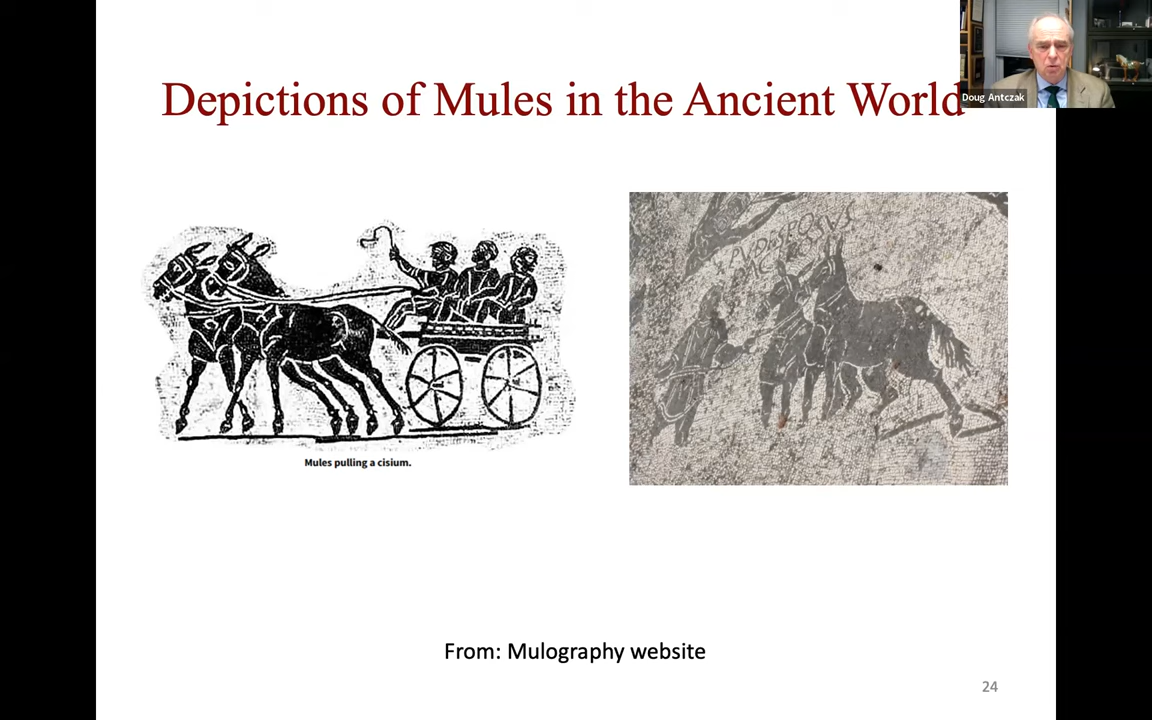 Depictions of Mules in the Ancient World
Doug Antczak
Mules pulling a cisium.
From: Mulography website
24